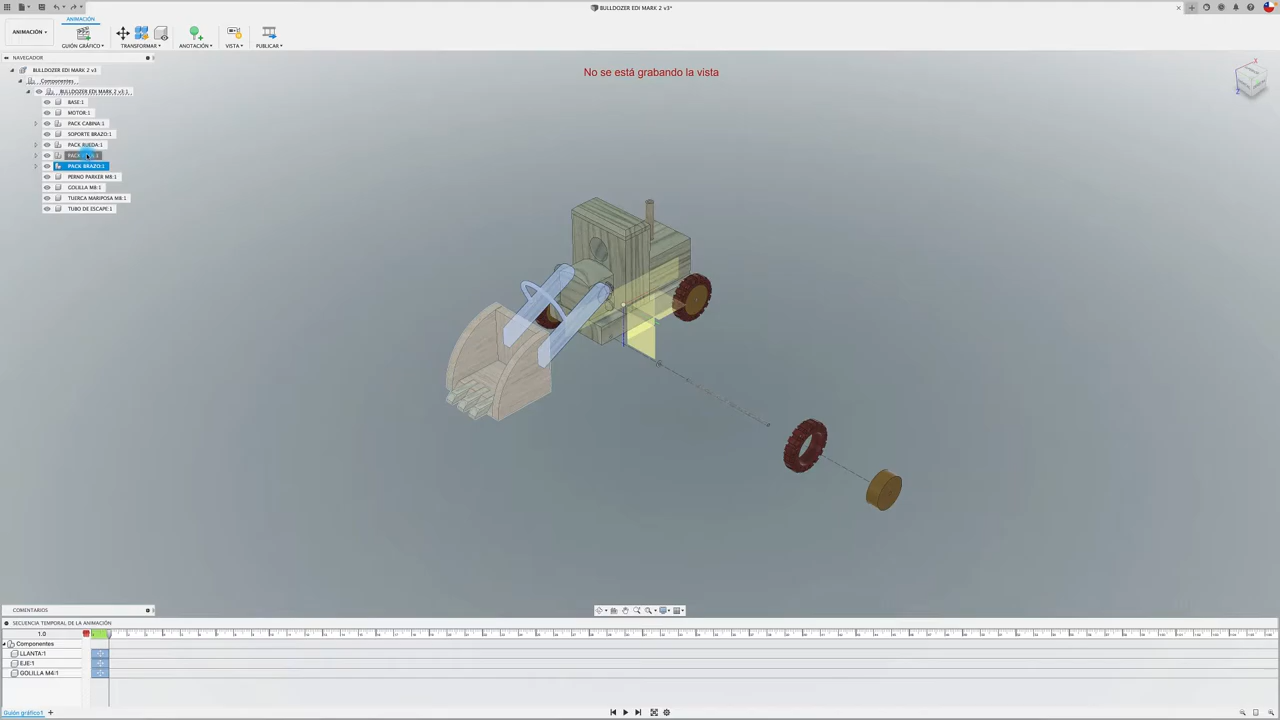 BULLDOZER EDI MARK 2 v3*
ANIMACIÓN
ANIMACIÓN
GUIÓN GRÁFICO
TRANSFORMAR
ANOTACIÓN
VISTA
PUBLICAR
NAVEGADOR
No se está grabando la vista
BULLDOZER EDI MARK 2 v3
Componentes
BULLDOZER EDI MARK 2 v3:1
BASE:1
MOTOR:1
PACK CABINA:1
SOPORTE BRAZO:1
PACK RUEDA:1
PACK
PACK BRAZO:1
PERNO PARKER M8:1
GOLILLA M8:1
TUERCA MARIPOSA M8:1
TUBO DE ESCAPE:1
COMENTARIOS
SECUENCIA TEMPORAL DE LA ANIMACIÓN
1.0
Componentes
LLANTA:1
EJE:1
GOLILLA M4:1
Guión gráfico1